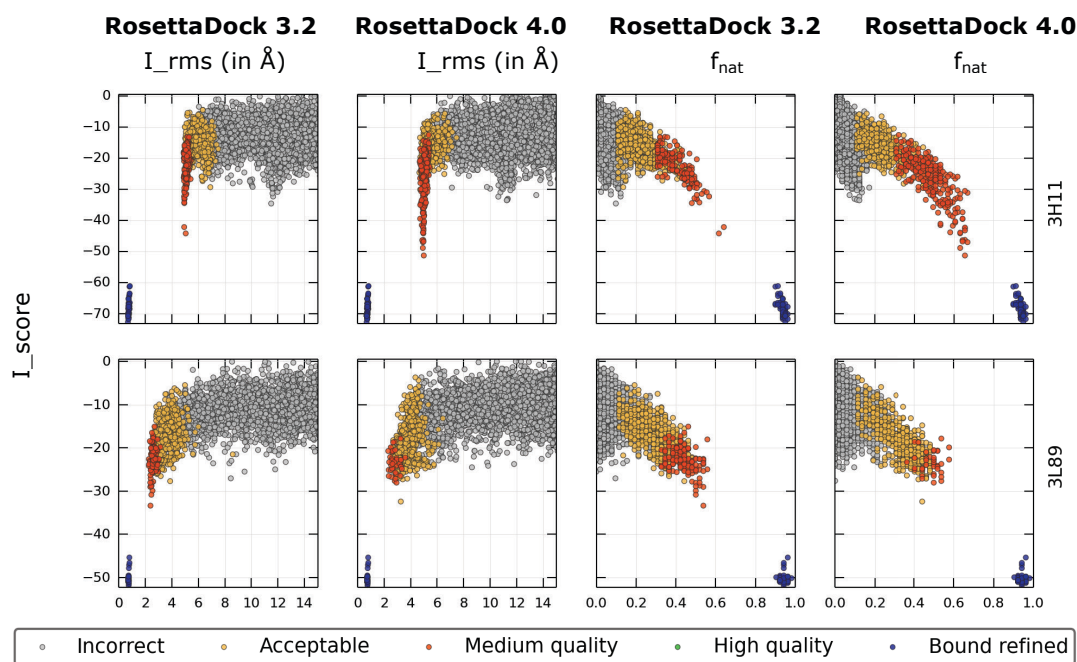 RosettaDock 3.2 RosettaDock 4.0 RosettaDock 3.2 RosettaDock 4.0
I_rms (in Å) I_rms (in Å) fnat fnat
0
−10
−20
−30
−40
−50
−60
−70
3H11
I_score
0
−10
−20
−30
−40
−50
3L89
0 2 4 6 8 10 12 14 0 2 4 6 8 10 12 14 0.0 0.2 0.4 0.6 0.8 1.0 0.0 0.2 0.4 0.6 0.8 1.0
Incorrect Acceptable Medium quality High quality Bound refined